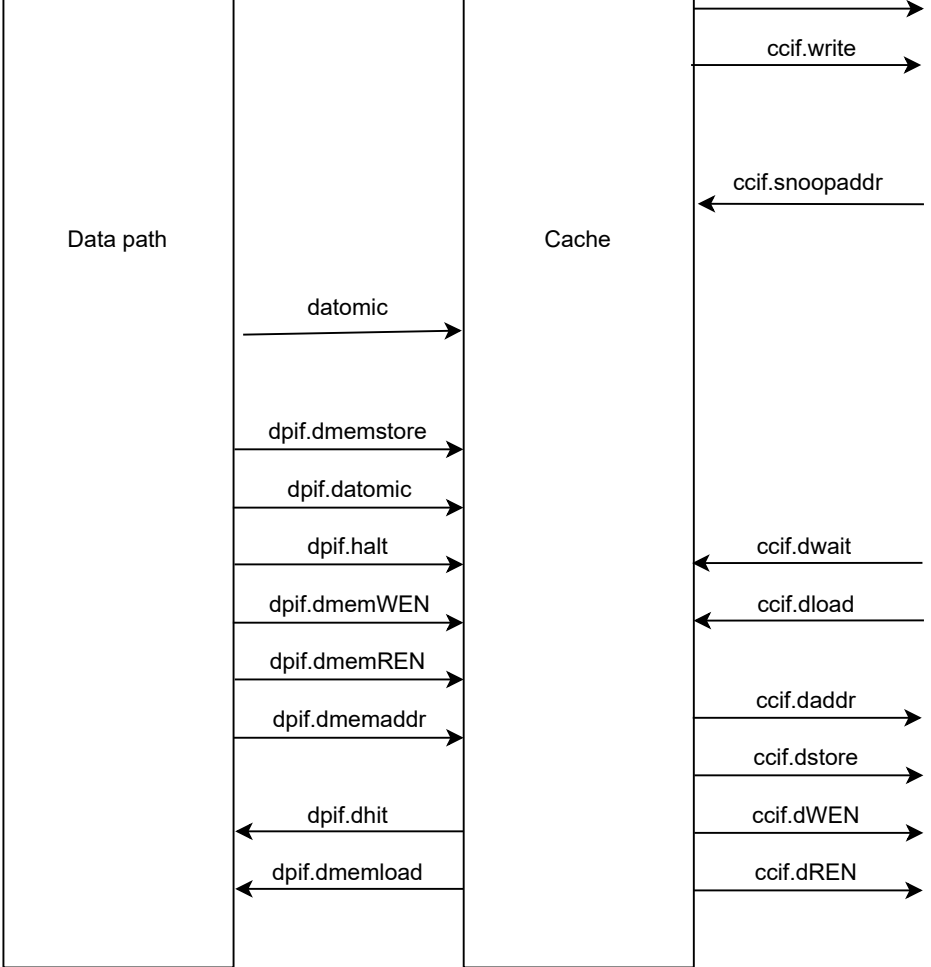 ccif.write
ccif.snoopaddr
Data path
Cache
datomic
dpif.dmemstore
dpif.datomic
dpif.halt
ccif.dwait
dpif.dmemWEN
ccif.dload
dpif.dmemREN
ccif.daddr
dpif.dmemaddr
ccif.dstore
dpif.dhit
ccif.dWEN
dpif.dmemload
ccif.dREN